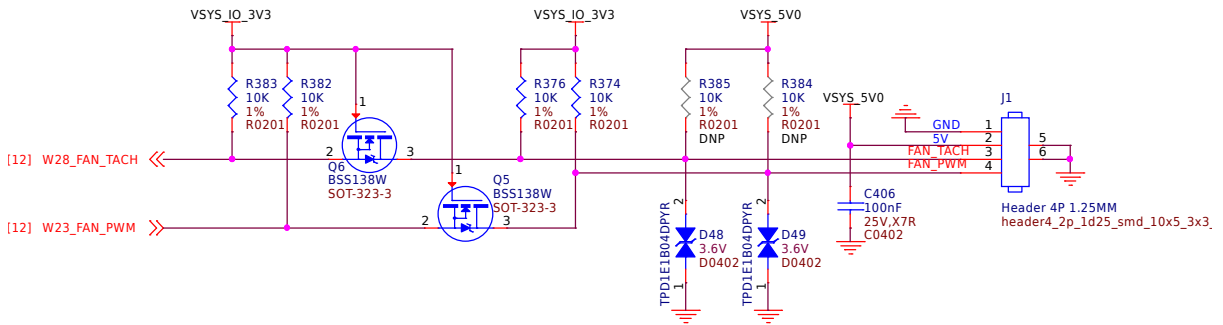 VSYS_IO_3V3
VSYS_IO_3V3
VSYS_5V0
R383
10K
1%
R0201
R382
10K
1%
R0201
R376
10K
1%
R0201
R374
10K
1%
R0201
R385
10K
1%
R0201
DNP
R384
10K
1%
R0201
DNP
VSYS_5V0
J1
1
GND 1
5V 2
FAN_TACH 3
FAN_PWM 4
5
6
[12] W28_FAN_TACH
2
3
Q6
BSS138W
SOT-323-3
1
Q5
BSS138W
SOT-323-3
[12] W23_FAN_PWM
2
3
TPD1E1B04DPYR
2
D48
3.6V
D0402
1
TPD1E1B04DPYR
2
D49
3.6V
D0402
1
C406
100nF
25V,X7R
C0402
Header 4P 1.25MM
header4_2p_1d25_smd_10x5_3x3_